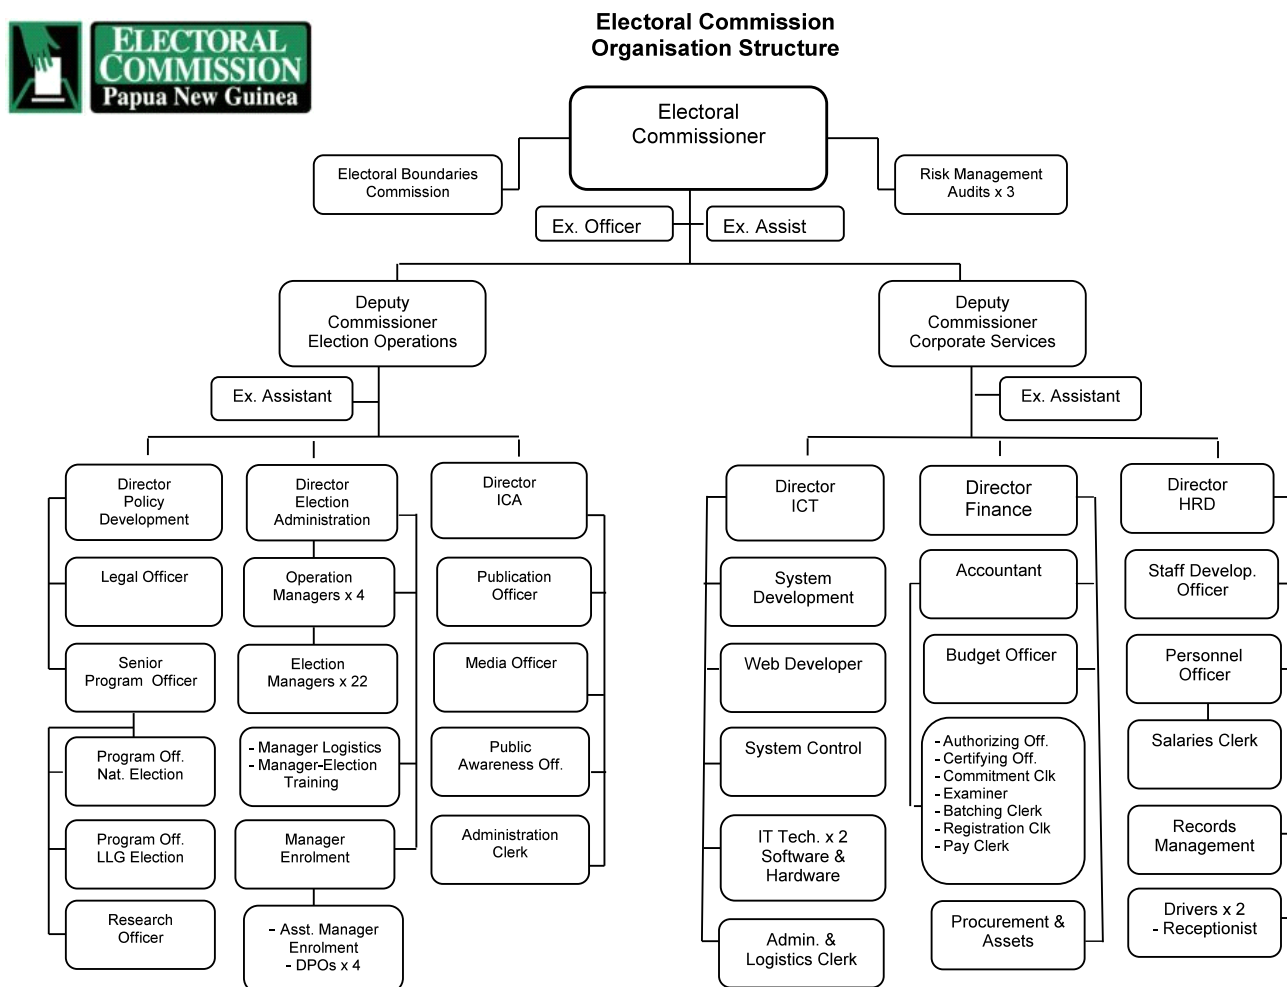 ELECTORAL
COMMISSION
Papua New Guinea
Electoral Commission
Organisation Structure
Electoral
Commissioner
Electoral Boundaries
Commission
Risk Management
Audits x 3
Ex. Officer
Ex. Assist
Deputy
Commissioner
Election Operations
Deputy
Commissioner
Corporate Services
Ex. Assistant
Ex. Assistant
Director
Policy
Development
Legal Officer
Senior
Program Officer
Program Off.
Nat. Election
Program Off.
LLG Election
Research
Officer
Director
Election
Administration
Operation
Managers x 4
Election
Managers x 22
- Manager Logistics
- Manager-Election
Training
Manager
Enrolment
- Asst. Manager
Enrolment
- DPOs x 4
Director
ICA
Publication
Officer
Media Officer
Public
Awareness Off.
Administration
Clerk
Director
ICT
System
Development
Web Developer
System Control
IT Tech. x 2
Software &
Hardware
Admin. &
Logistics Clerk
Director
Finance
Accountant
Budget Officer
- Authorizing Off.
- Certifying Off.
- Commitment Clk
- Examiner
- Batching Clerk
- Registration Clk
- Pay Clerk
Procurement &
Assets
Director
HRD
Staff Develop.
Officer
Personnel
Officer
Salaries Clerk
Records
Management
Drivers x 2
- Receptionist